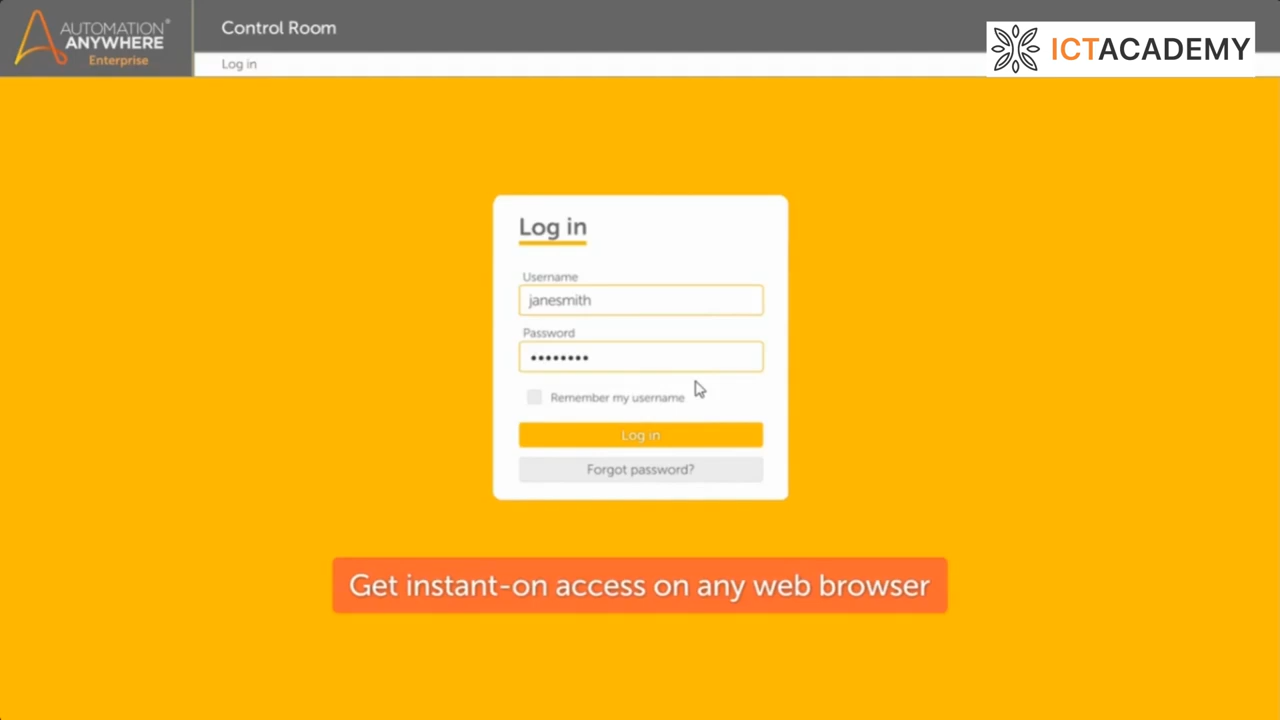 AUTOMATION®
ANYWHERE
Enterprise
Control Room
ICTACADEMY
Log in
Log in
Username
janesmith
Password
••••••••
Remember my username
Log in
Forgot password?
Get instant-on access on any web browser